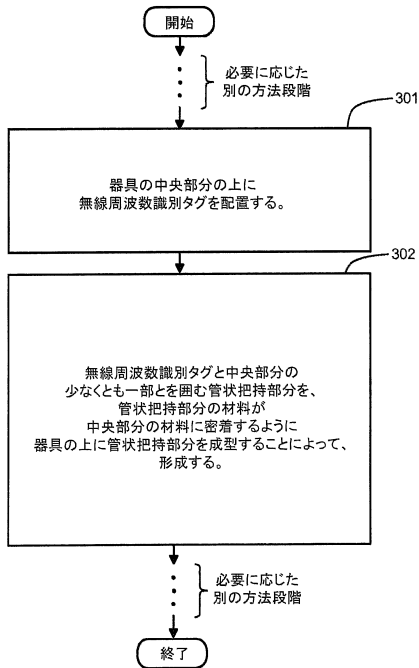 開始
必要に応じた
別の方法段階
301
器具の中央部分の上に
無線周波数識別タグを配置する。
302
無線周波数識別タグと中央部分の
少なくとも一部とを囲む管状把持部分を、
管状把持部分の材料が
中央部分の材料に密着するように
器具の上に管状把持部分を成型することによって、
形成する。
必要に応じた
別の方法段階
終了